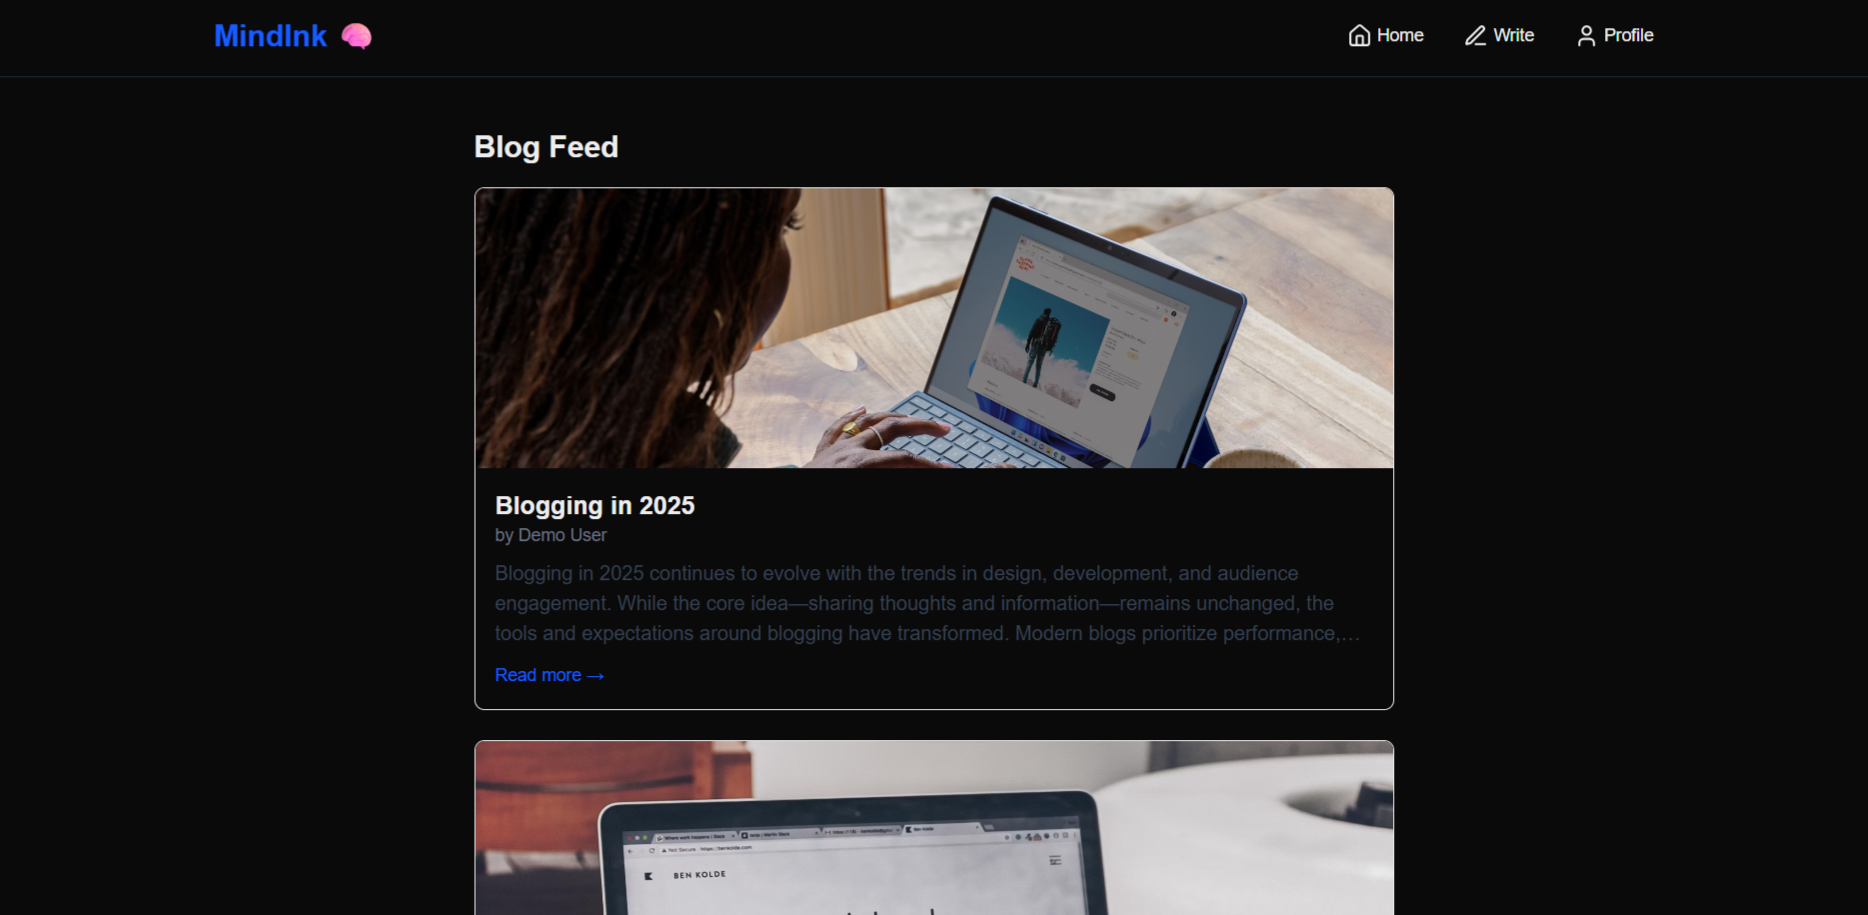 MindInk
Home
Write
Profile
Blog Feed
Blogging in 2025
by Demo User
Blogging in 2025 continues to evolve with the trends in design, development, and audience
engagement. While the core idea—sharing thoughts and information—remains unchanged, the
tools and expectations around blogging have transformed. Modern blogs prioritize performance,…
Read more →
Ben Kolde
BEN KOLDE